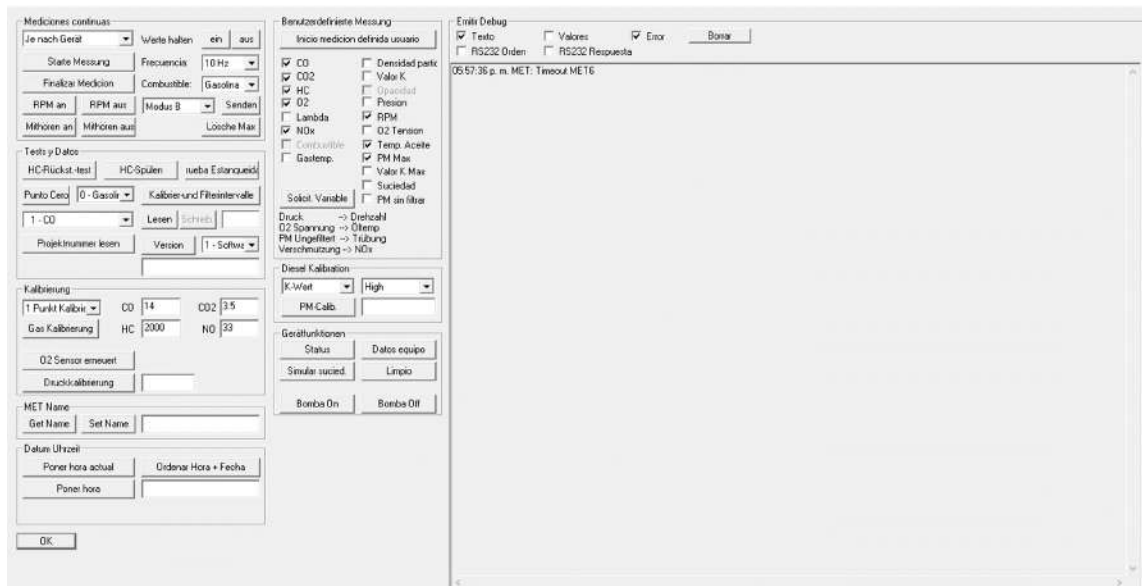 Mediciones continuas
Je nach Gerät
Werte halten
ein
aus
Starte Messung
Frecuencia:
10 Hz
Finalizar Medicion
Combustible:
Gasolina
RPM an
RPM aus
Modus B
Senden
Mithören an
Mithören aus
Lösche Max
Tests y Datos
HC-Rückst.-test
HC-Spülen
rueba Estanqueida
Punto Cero
0 - Gasolir
Kalibrier-und Filterintervalle
1 - CO
Lesen
Schreib.
Projektnummer lesen
Version
1 - Softwa
Kalibrierung
1 Punkt Kalibrie
CO
14
CO2
3.5
Gas Kalibrierung
HC
2000
NO
33
O2 Sensor erneuert
Druckkalibrierung
MET Name
Get Name
Set Name
Datum Uhrzeit
Poner hora actual
Ordenar Hora + Fecha
Poner hora
OK
Benutzerdefinierte Messung
Inicio medicion definida usuario
CO
Densidad partic
CO2
Valor K
HC
Opacidad
O2
Presion
Lambda
RPM
NOx
O2 Tension
Combustible
Temp. Aceite
Gastemp.
PM Max
Valor K Max
Suciedad
Solicit. Variable
PM sin filtrar
Druck -> Drehzahl
O2 Spannung -> Öltemp
PM Ungefiltert -> Trübung
Verschmutzung -> NOx
Diesel Kalibration
K-Wert
High
PM-Calib.
Gerätfunktionen
Status
Datos equipo
Simular sucied.
Limpio
Bomba On
Bomba Off
Emitir Debug
Texto
Valores
Error
Borrar
RS232 Orden
RS232 Respuesta
05:57:36 p. m. MET: Timeout MET6